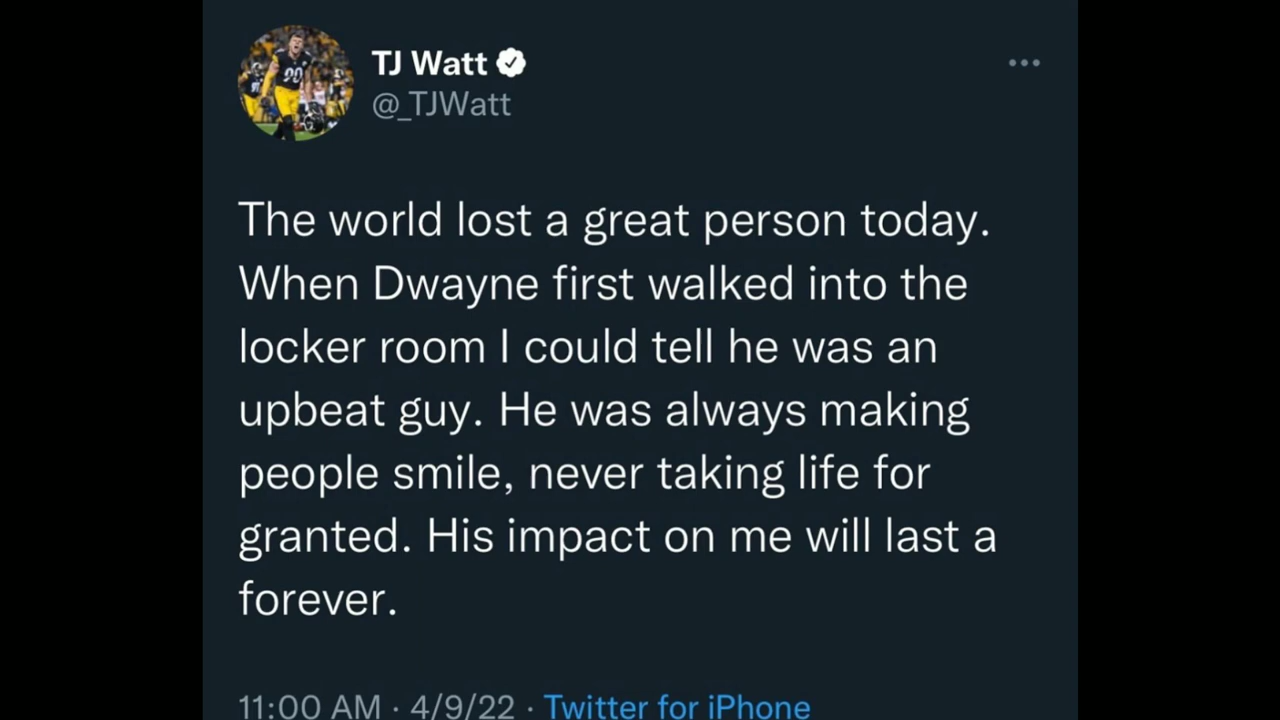 TJ Watt
@_TJWatt
The world lost a great person today.
When Dwayne first walked into the
locker room I could tell he was an
upbeat guy. He was always making
people smile, never taking life for
granted. His impact on me will last a
forever.
11:00 AM · 4/9/22 · Twitter for iPhone